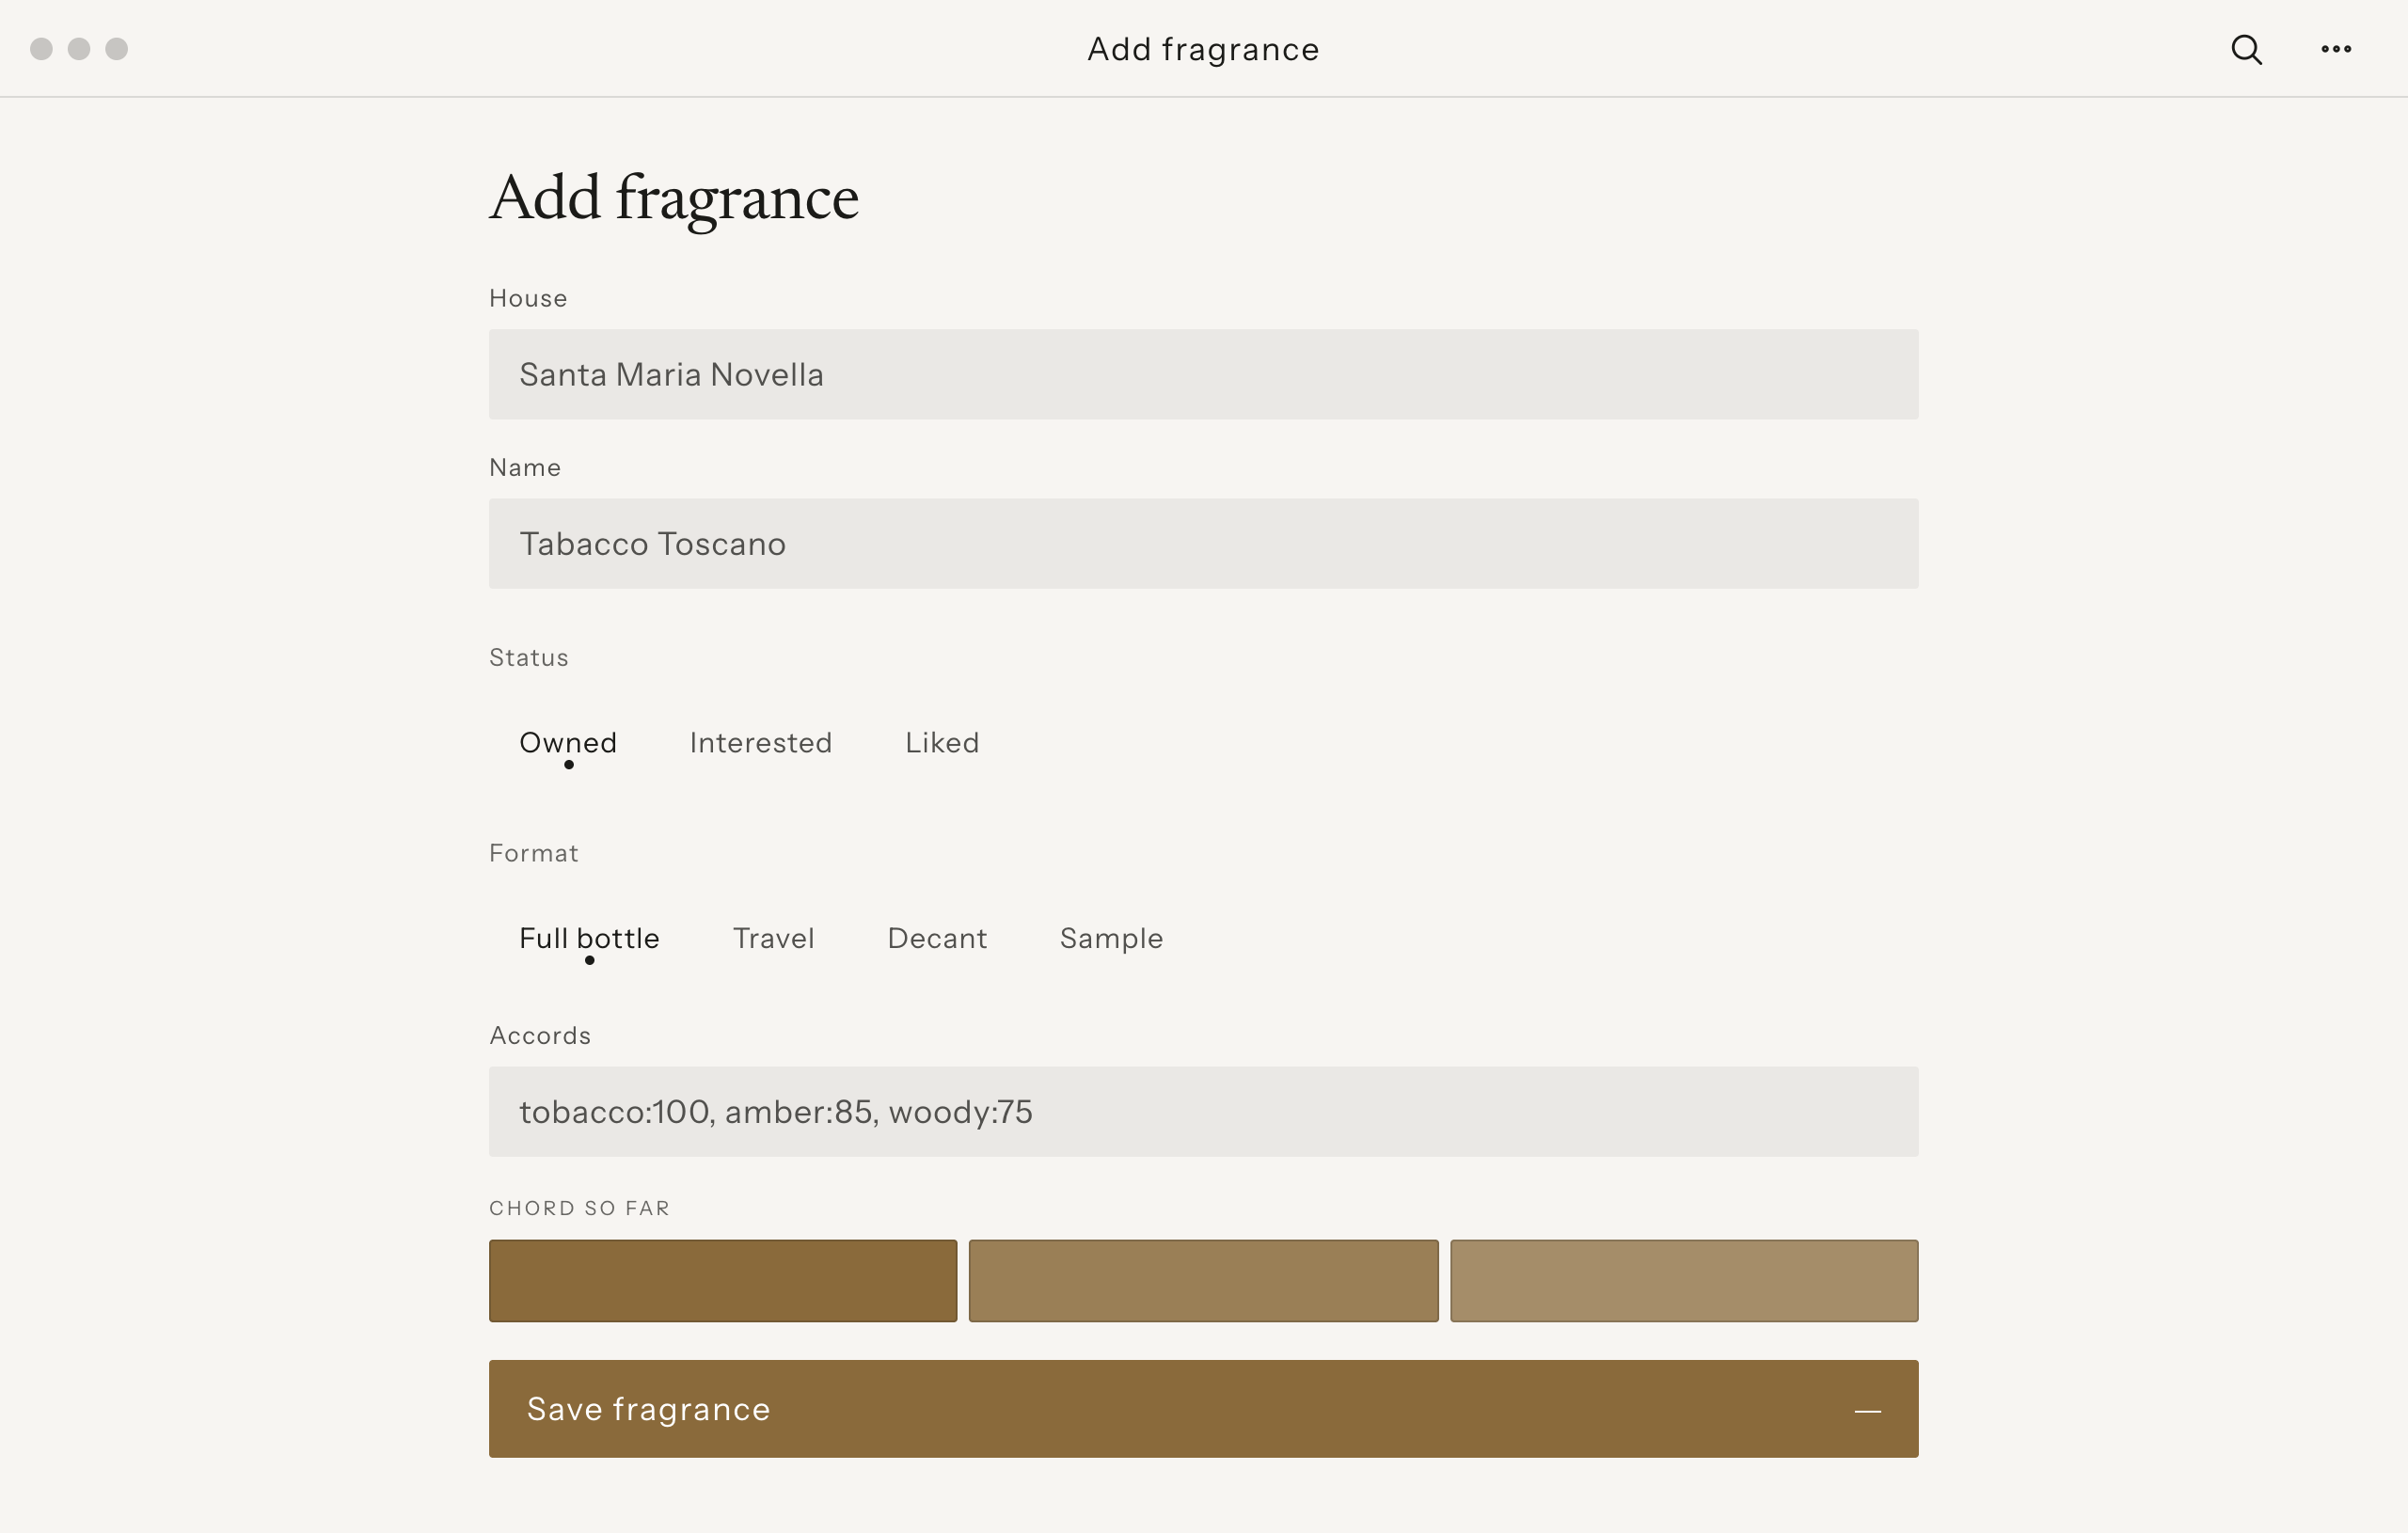 Add fragrance
Add fragrance
House
Santa Maria Novella
Name
Tabacco Toscano
Status
Owned Interested Liked
Format
Full bottle Travel Decant Sample
Accords
tobacco:100, amber:85, woody:75
CHORD SO FAR
Save fragrance —